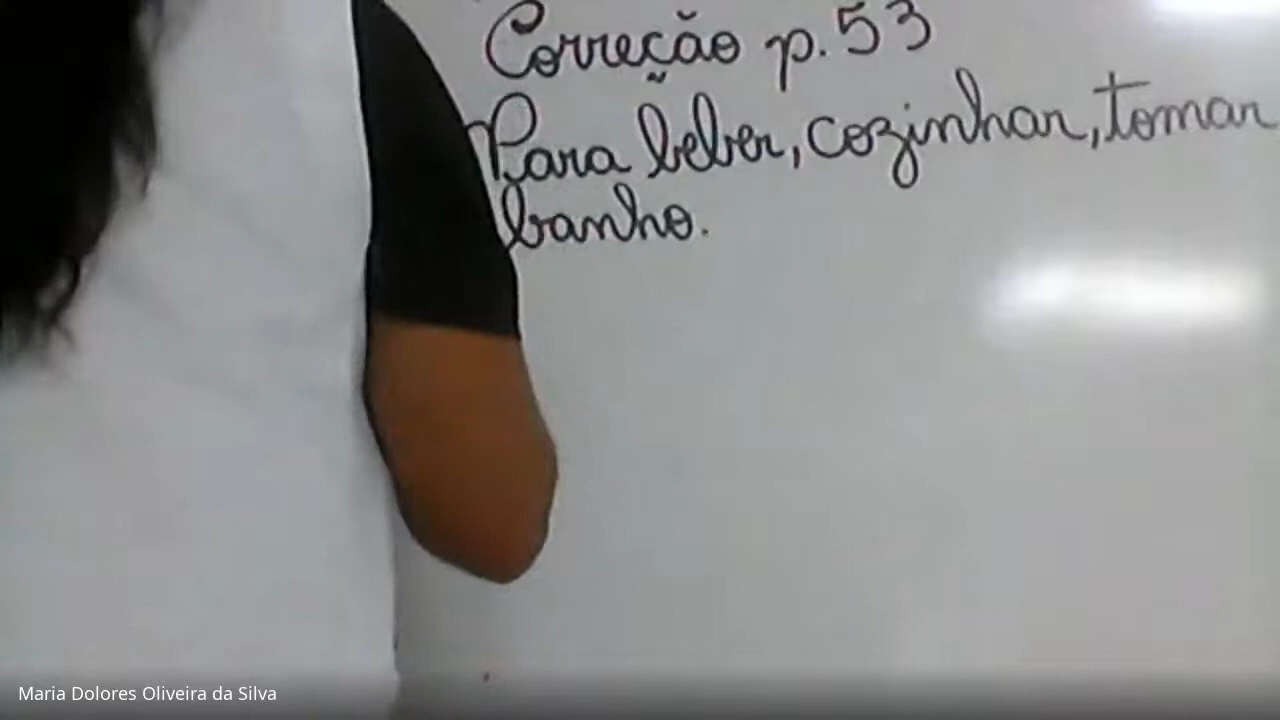 Correção p. 53
Para beber, cozinhar, tomar
banho.
Maria Dolores Oliveira da Silva